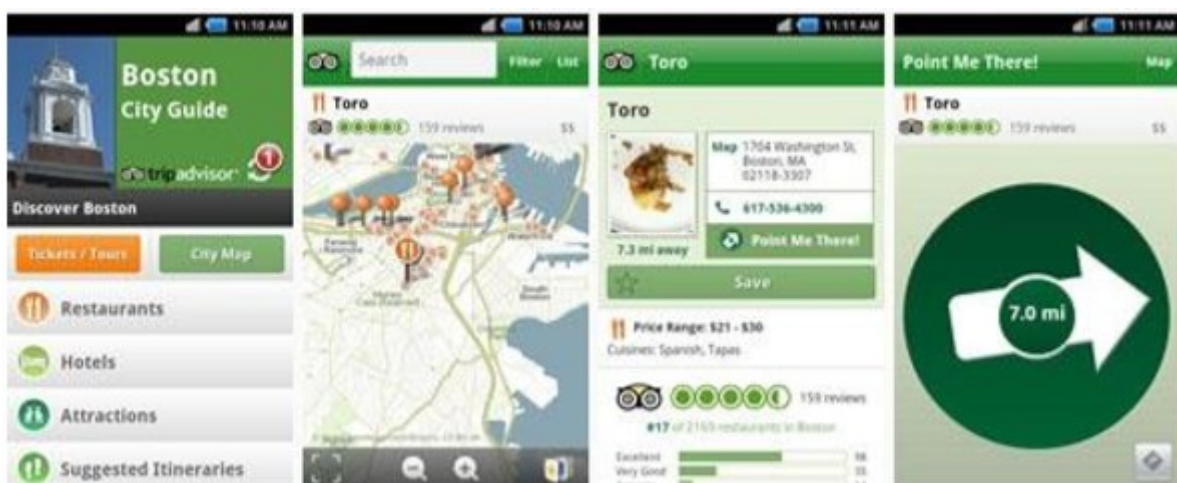 11:10 AM
Boston
City Guide
tripadvisor
1
Discover Boston
Tickets / Tours
City Map
Restaurants
Hotels
Attractions
Suggested Itineraries
11:10 AM
Search
Filter
List
Toro
159 reviews
$$
South
Boston
11:11 AM
Toro
Toro
Map 1704 Washington St,
Boston, MA
02118-3307
617-536-4300
7.3 mi away
Point Me There!
Save
Price Range: $21 - $30
Cuisines: Spanish, Tapas
159 reviews
#17 of 2169 restaurants in Boston
Excellent
Very Good
11:11 AM
Point Me There!
Map
Toro
159 reviews
$$
7.0 mi